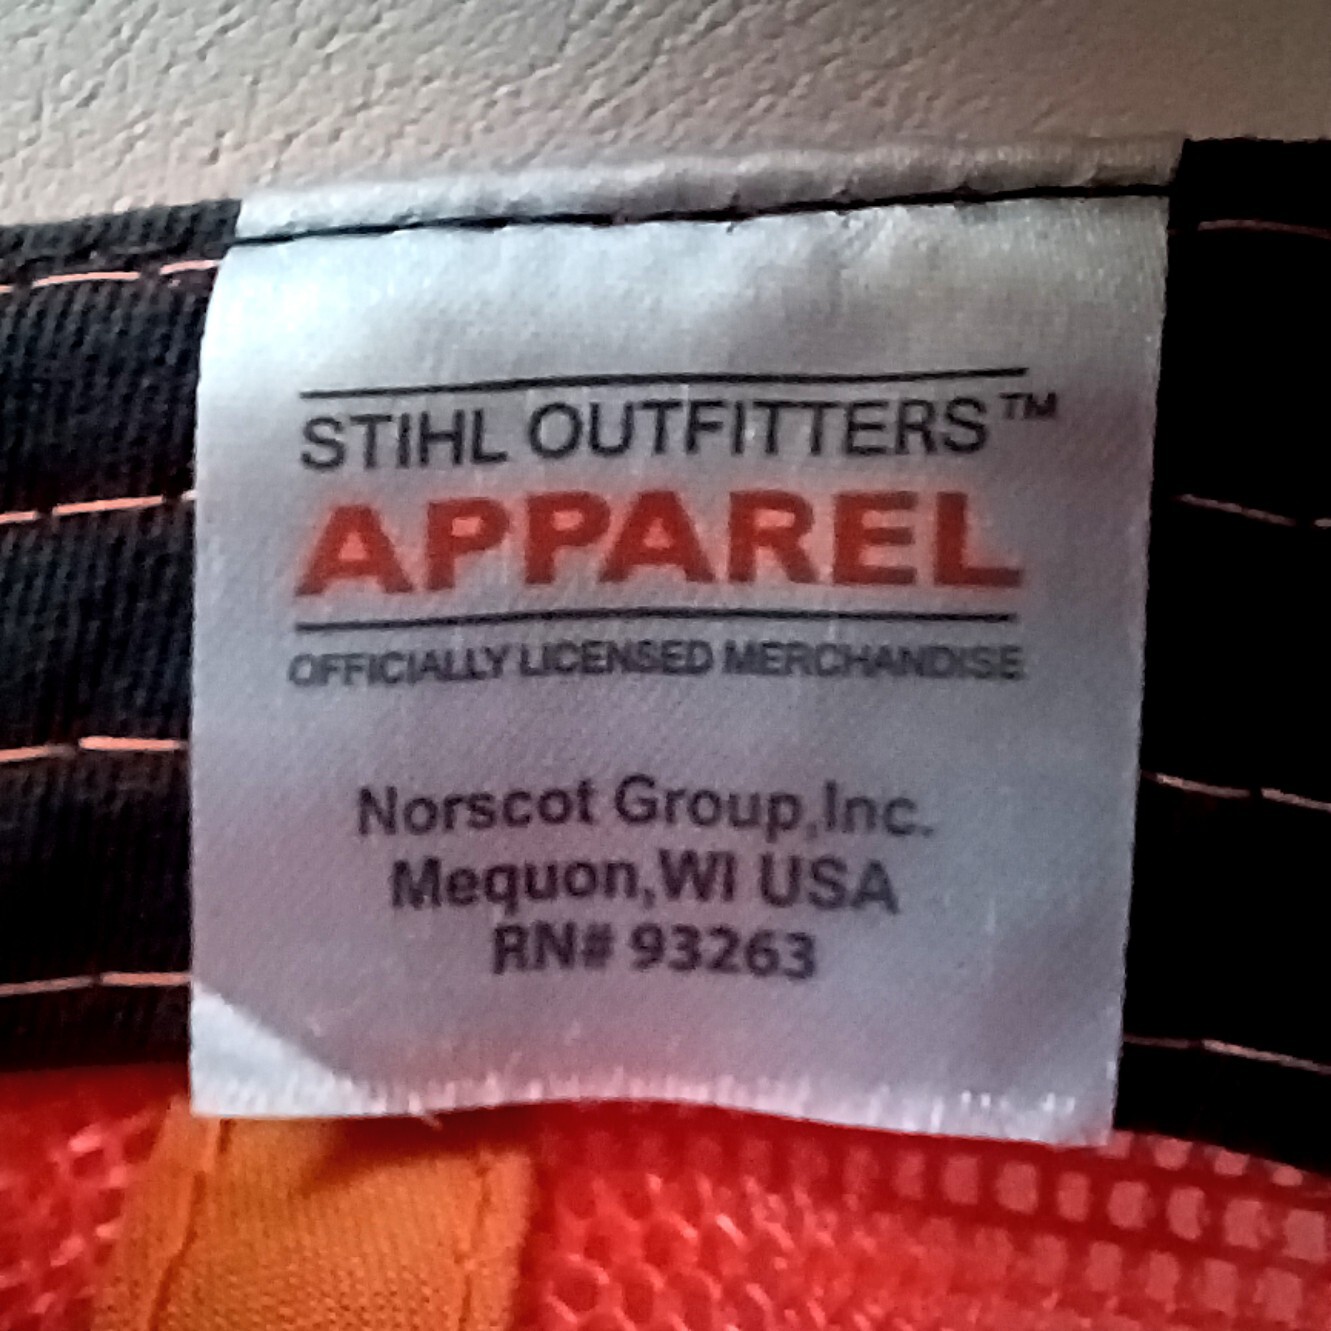 STIHL OUTFITTERS™
APPAREL
OFFICIALLY LICENSED MERCHANDISE
Norscot Group,Inc.
Mequon,WI USA
RN# 93263